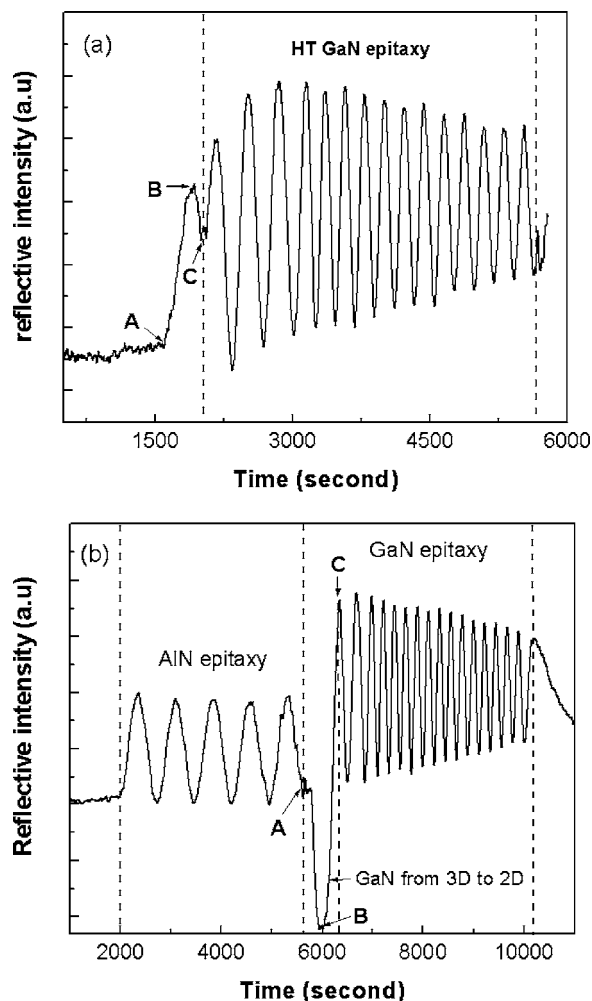 (a)
HT GaN epitaxy
B
C
A
reflective intensity (a.u)
1500 3000 4500 6000
Time (second)
(b)
GaN epitaxy
C
AlN epitaxy
A
GaN from 3D to 2D
B
Reflective intensity (a.u)
2000 4000 6000 8000 10000
Time (second)